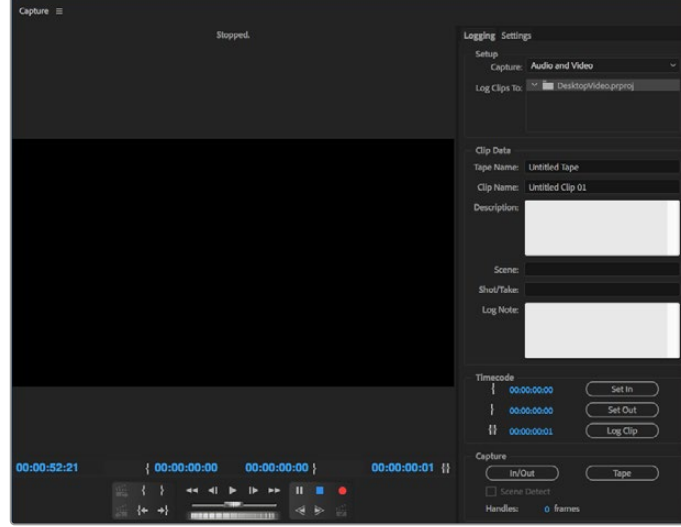 Capture
Stopped.
Logging Settings
Setup
Capture: Audio and Video
Log Clips To: DesktopVideo.prproj
Clip Data
Tape Name: Untitled Tape
Clip Name: Untitled Clip 01
Description:
Scene:
Shot/Take:
Log Note:
Timecode
{ 00:00:00:00 Set In
} 00:00:00:00 Set Out
{} 00:00:00:01 Log Clip
00:00:52:21 { 00:00:00:00 00:00:00:00 } 00:00:00:01 {}
Capture
In/Out Tape
Scene Detect
Handles: 0 frames